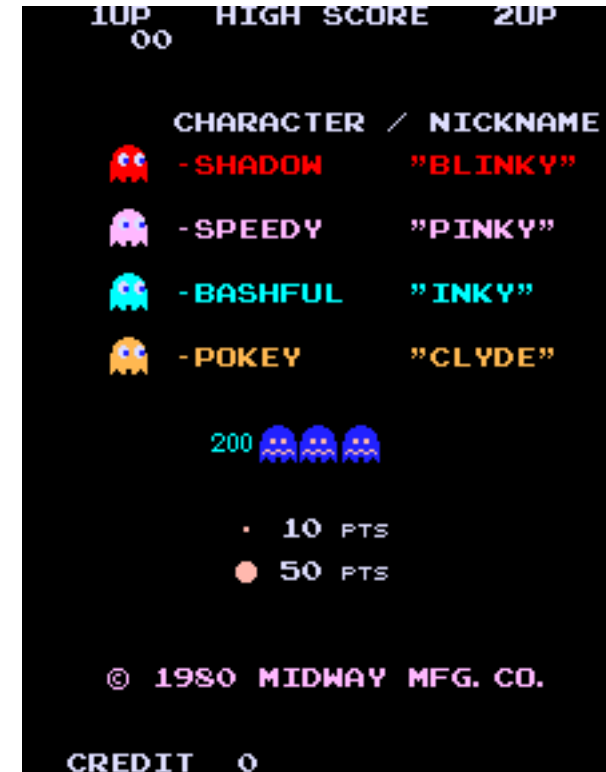 1UP HIGH SCORE 2UP
00
CHARACTER / NICKNAME
-SHADOW "BLINKY"
-SPEEDY "PINKY"
-BASHFUL "INKY"
-POKEY "CLYDE"
200
10 PTS
50 PTS
© 1980 MIDWAY MFG. CO.
CREDIT 0